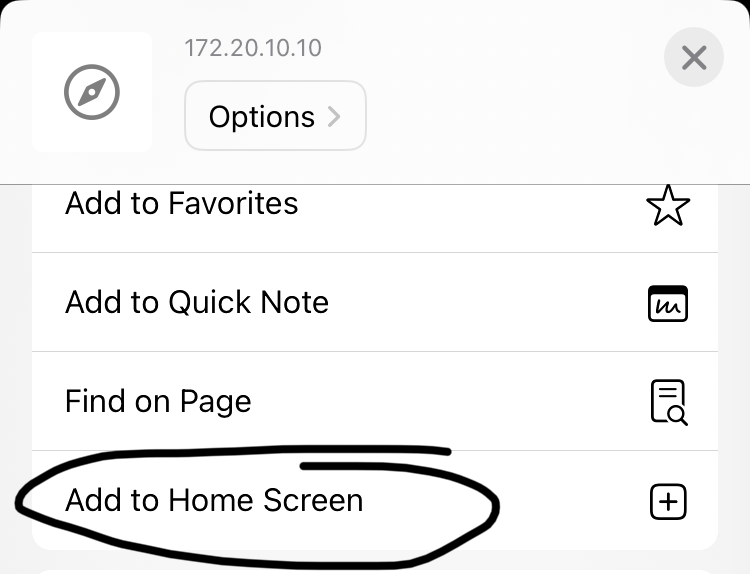 172.20.10.10
Options
Add to Favorites
Add to Quick Note
Find on Page
Add to Home Screen